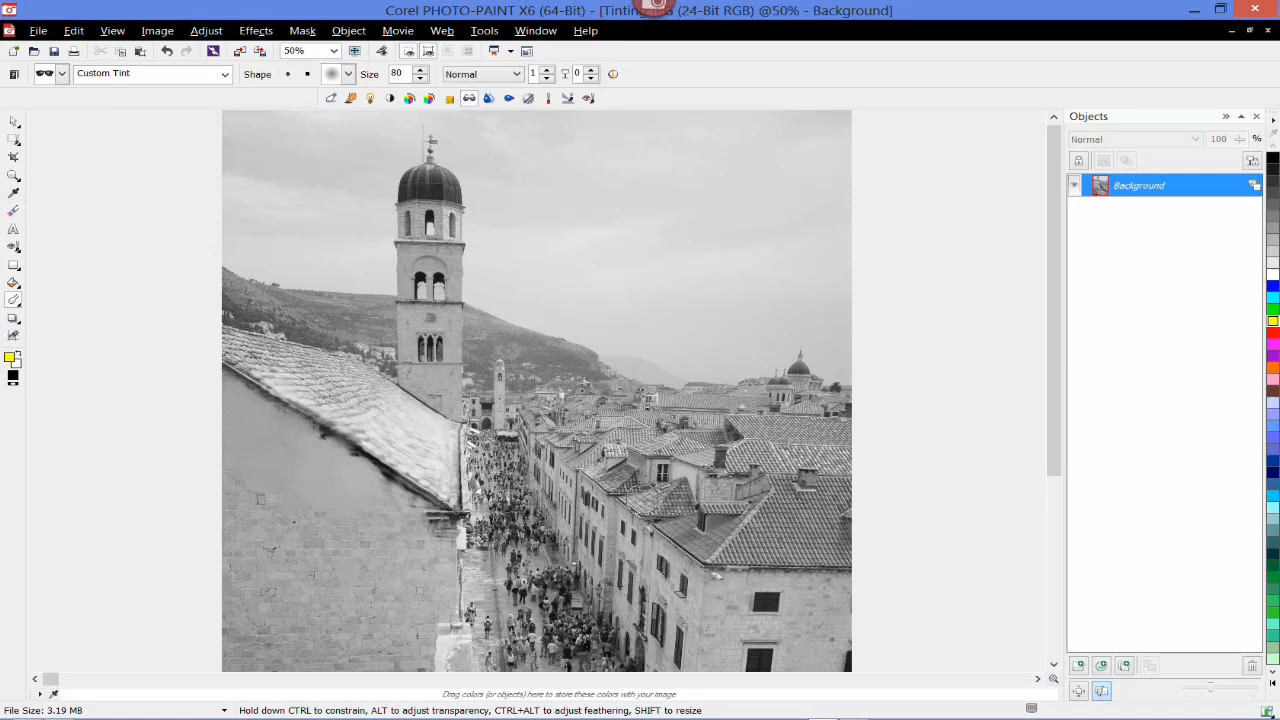 Corel PHOTO-PAINT X6 (64-Bit) - [Tinting (24-Bit RGB) @50% - Background]
File Edit View Image Adjust Effects Mask Object Movie Web Tools Window Help
50%
Custom Tint Shape Size 80 Normal 1 0
Objects
Normal 100 %
Background
Drag colors (or objects) here to store these colors with your image
File Size: 3.19 MB Hold down CTRL to constrain, ALT to adjust transparency, CTRL+ALT to adjust feathering, SHIFT to resize